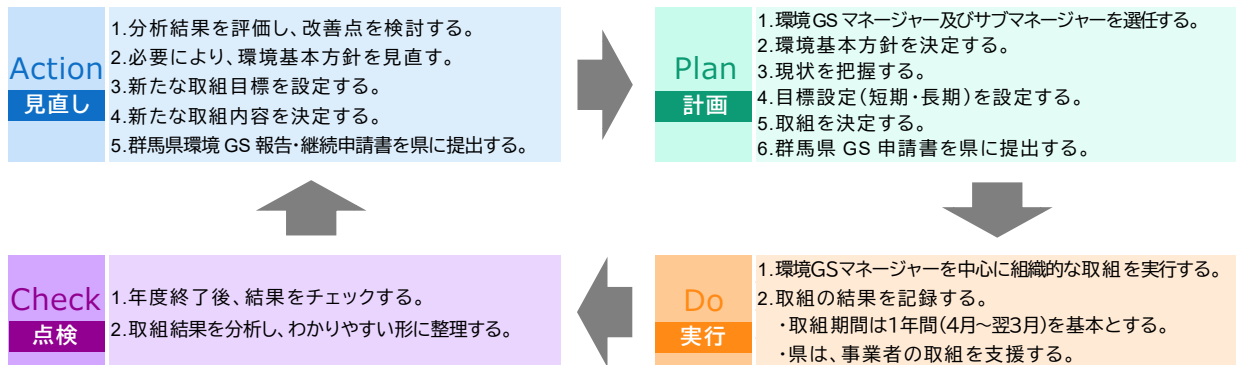 Action
見直し
1.分析結果を評価し、改善点を検討する。
2.必要により、環境基本方針を見直す。
3.新たな取組目標を設定する。
4.新たな取組内容を決定する。
5.群馬県環境 GS 報告・継続申請書を県に提出する。
Plan
計画
1.環境GS マネージャー及びサブマネージャーを選任する。
2.環境基本方針を決定する。
3.現状を把握する。
4.目標設定(短期・長期)を設定する。
5.取組を決定する。
6.群馬県 GS 申請書を県に提出する。
Check
点検
1.年度終了後、結果をチェックする。
2.取組結果を分析し、わかりやすい形に整理する。
Do
実行
1.環境GSマネージャーを中心に組織的な取組を実行する。
2.取組の結果を記録する。
・取組期間は1年間(4月~翌3月)を基本とする。
・県は、事業者の取組を支援する。